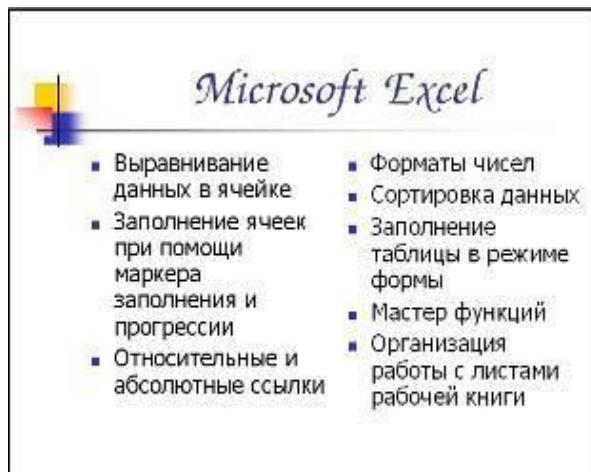 Microsoft Excel
Выравнивание
данных в ячейке
Заполнение ячеек
при помощи
маркера
заполнения и
прогрессии
Относительные и
абсолютные ссылки
Форматы чисел
Сортировка данных
Заполнение
таблицы в режиме
формы
Мастер функций
Организация
работы с листами
рабочей книги